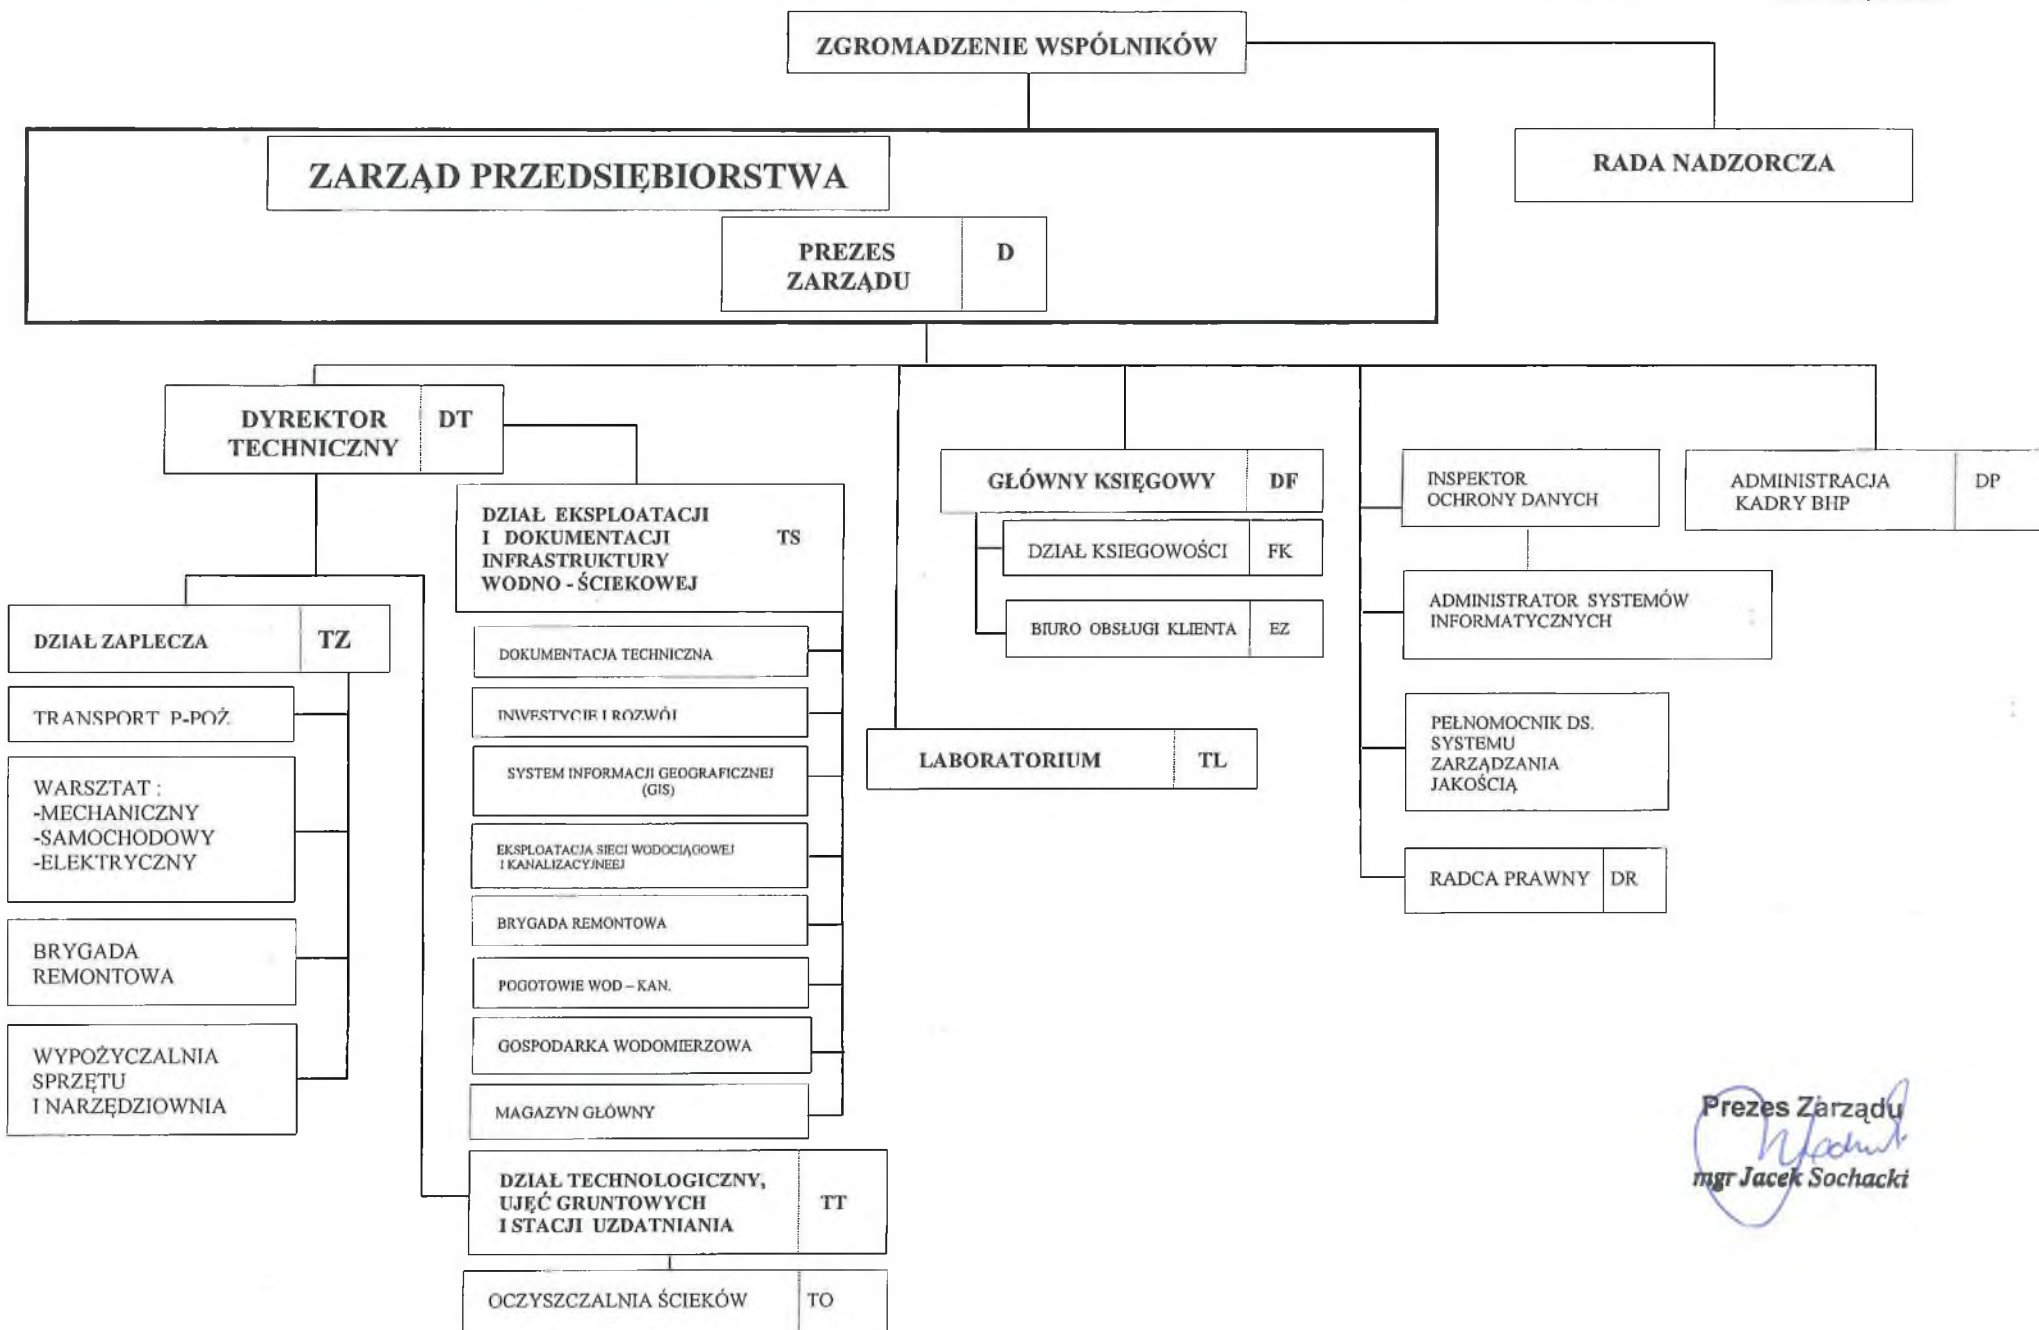 ZGROMADZENIE WSPÓLNIKÓW
RADA NADZORCZA
ZARZĄD PRZEDSIĘBIORSTWA
PREZES
ZARZĄDU
D
DYREKTOR
TECHNICZNY
DT
DZIAŁ EKSPLOATACJI
I DOKUMENTACJI
INFRASTRUKTURY
WODNO - ŚCIEKOWEJ
TS
DZIAŁ ZAPLECZA
TZ
TRANSPORT P-POŻ
WARSZTAT :
-MECHANICZNY
-SAMOCHODOWY
-ELEKTRYCZNY
BRYGADA
REMONTOWA
WYPOŻYCZALNIA
SPRZĘTU
I NARZĘDZIOWNIA
DOKUMENTACJA TECHNICZNA
INWESTYCJE I ROZWÓJ
SYSTEM INFORMACJI GEOGRAFICZNEJ
(GIS)
EKSPLOATACJA SIECI WODOCIĄGOWEJ
I KANALIZACYJNEEJ
BRYGADA REMONTOWA
POGOTOWIE WOD – KAN.
GOSPODARKA WODOMIERZOWA
MAGAZYN GŁÓWNY
DZIAŁ TECHNOLOGICZNY,
UJĘĆ GRUNTOWYCH
I STACJI UZDATNIANIA
TT
OCZYSZCZALNIA ŚCIEKÓW
TO
LABORATORIUM
TL
GŁÓWNY KSIĘGOWY
DF
DZIAŁ KSIEGOWOŚCI
FK
BIURO OBSŁUGI KLIENTA
EZ
INSPEKTOR
OCHRONY DANYCH
ADMINISTRATOR SYSTEMÓW
INFORMATYCZNYCH
PEŁNOMOCNIK DS.
SYSTEMU
ZARZĄDZANIA
JAKOŚCIĄ
RADCA PRAWNY
DR
ADMINISTRACJA
KADRY BHP
DP
Prezes Zarządu
mgr Jacek Sochacki